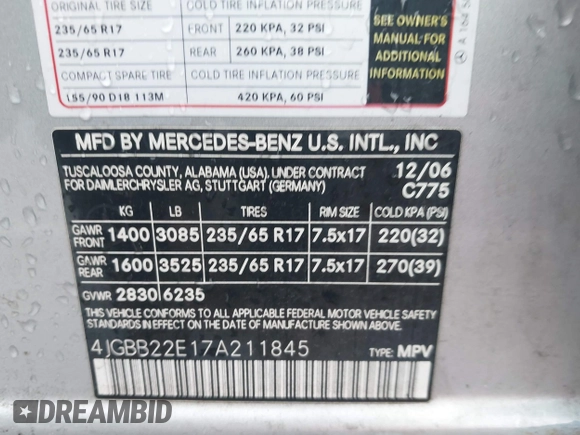 ORIGINAL TIRE SIZE COLD TIRE INFLATION PRESSURE
235/65 R17 FRONT 220 KPA, 32 PSI
235/65 R17 REAR 260 KPA, 38 PSI
COMPACT SPARE TIRE COLD TIRE INFLATION PRESSURE
155/90 D18 113M 420 KPA, 60 PSI
SEE OWNER'S
MANUAL FOR
ADDITIONAL
INFORMATION
MFD BY MERCEDES-BENZ U.S. INTL., INC
TUSCALOOSA COUNTY, ALABAMA (USA), UNDER CONTRACT 12/06
FOR DAIMLERCHRYSLER AG, STUTTGART (GERMANY) C775
KG LB TIRES RIM SIZE COLD KPA (PSI)
GAWR FRONT 1400 3085 235/65 R17 7.5x17 220(32)
GAWR REAR 1600 3525 235/65 R17 7.5x17 270(39)
GVWR 2830 6235
THIS VEHICLE CONFORMS TO ALL APPLICABLE FEDERAL MOTOR VEHICLE SAFETY
STANDARDS IN EFFECT ON THE DATE OF MANUFACTURE SHOWN ABOVE.
4JGBB22E17A211845 TYPE: MPV
DREAMBID